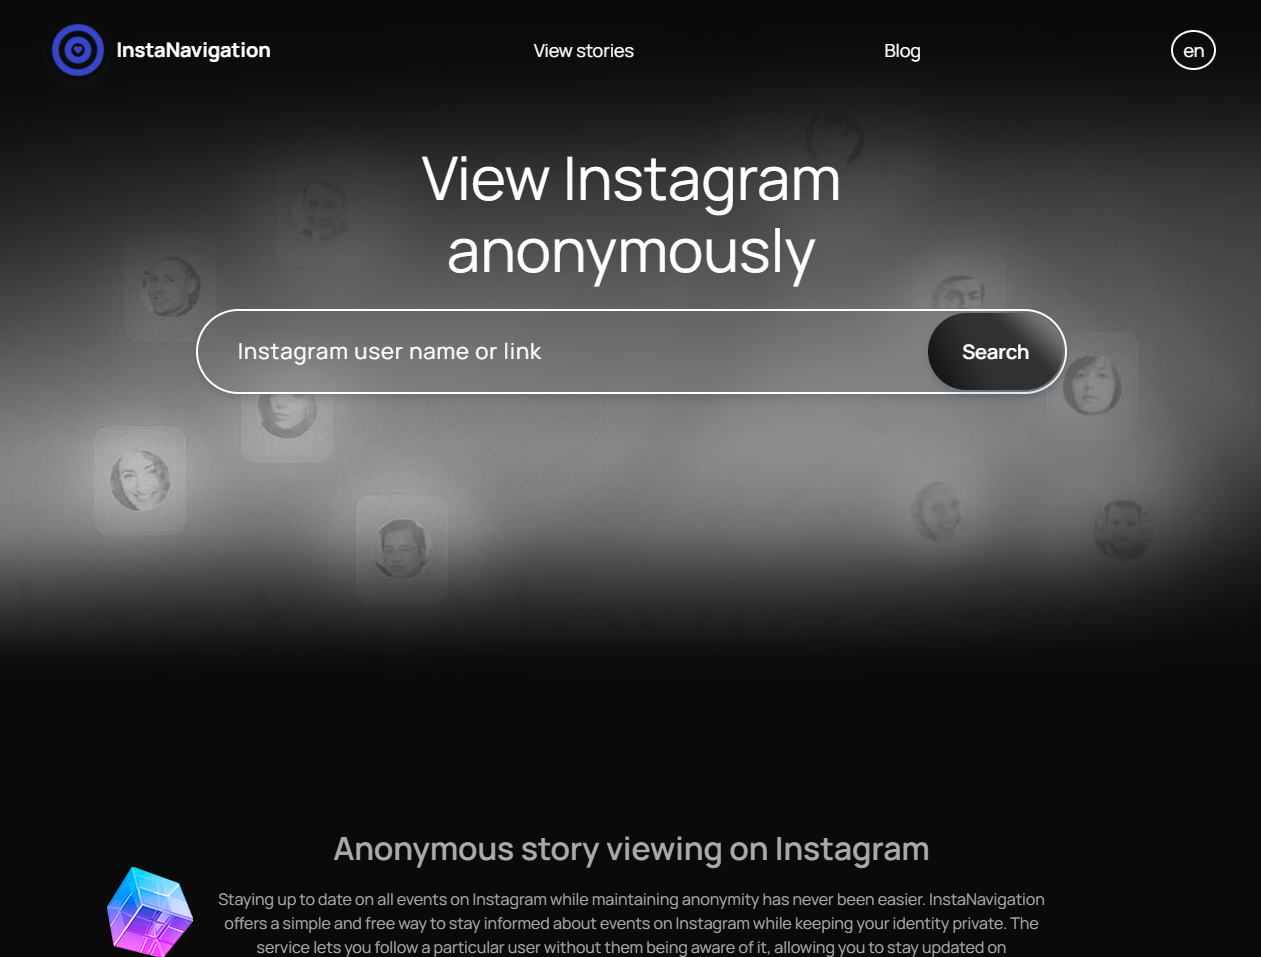 InstaNavigation
View stories
Blog
en
View Instagram
anonymously
Instagram user name or link
Search
Anonymous story viewing on Instagram
Staying up to date on all events on Instagram while maintaining anonymity has never been easier. InstaNavigation
offers a simple and free way to stay informed about events on Instagram while keeping your identity private. The
service lets you follow a particular user without them being aware of it, allowing you to stay updated on